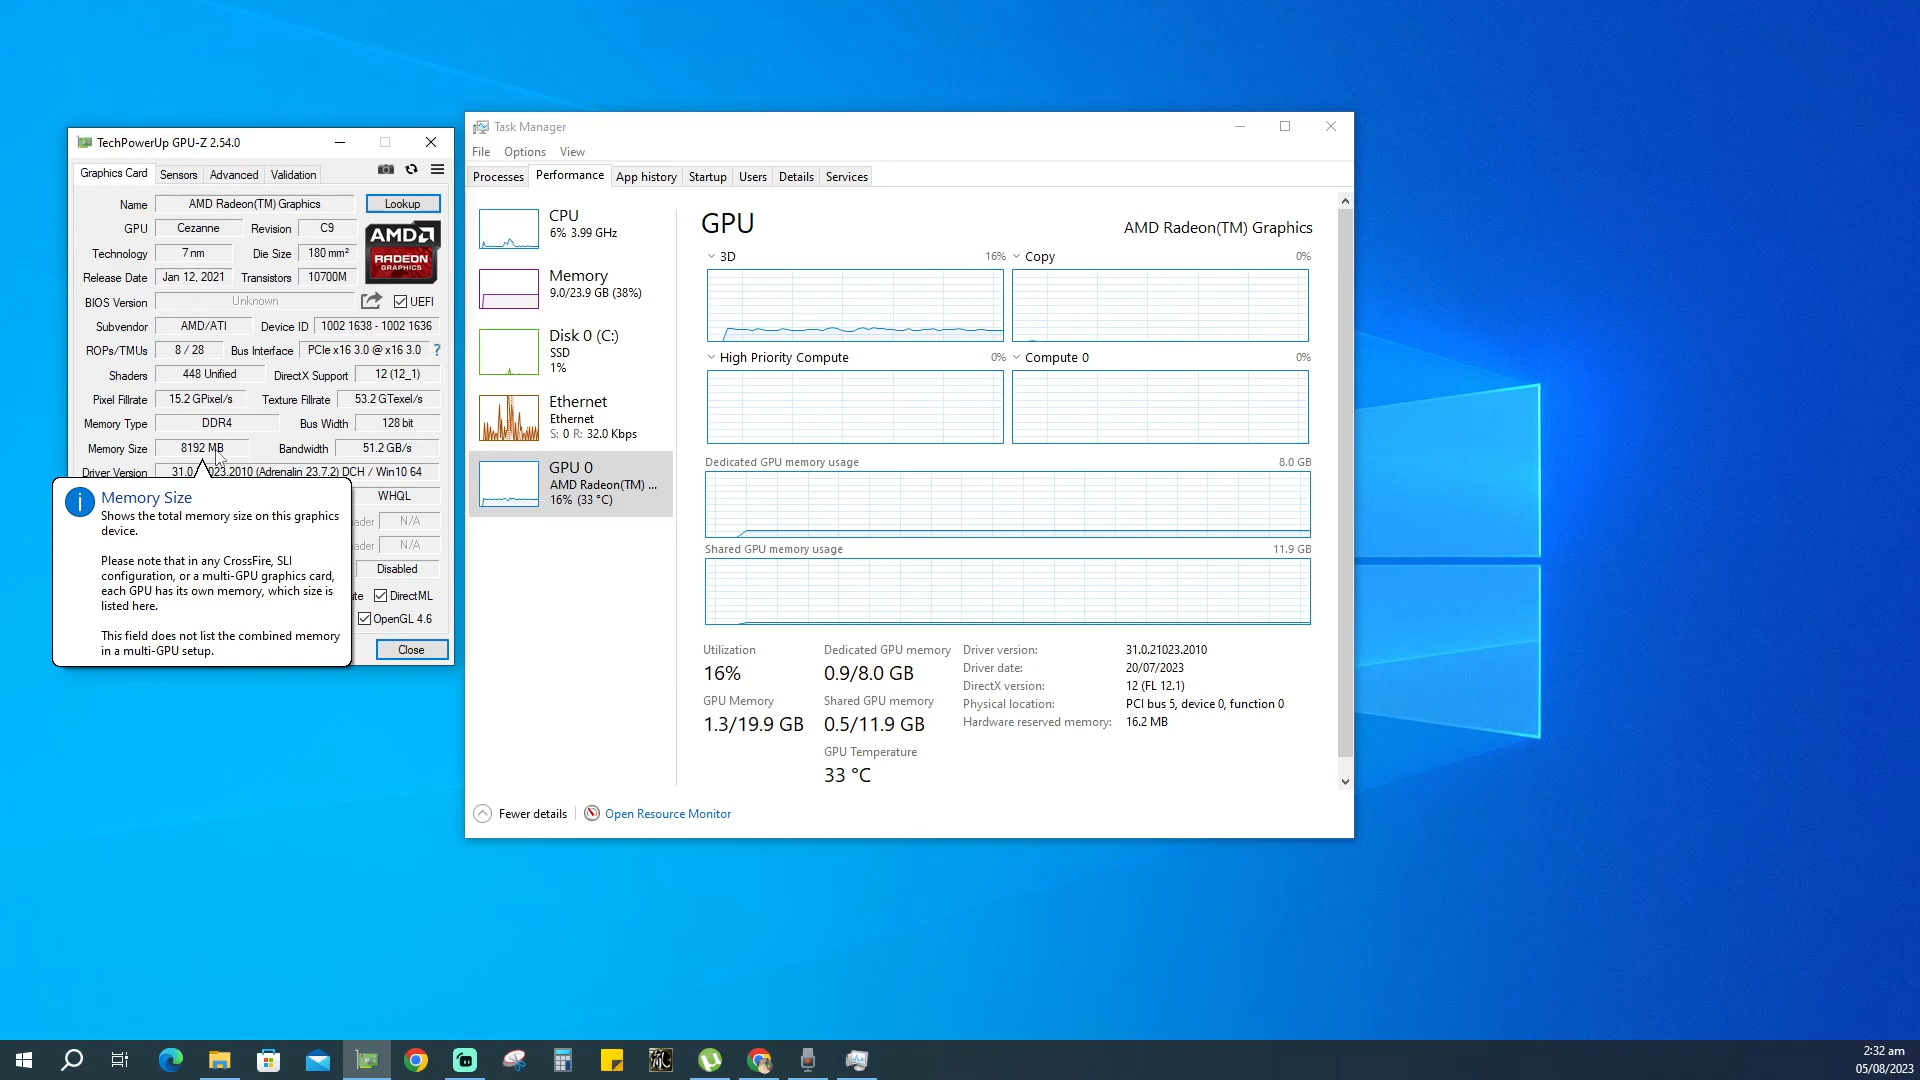 TechPowerUp GPU-Z 2.54.0
Graphics Card
Sensors
Advanced
Validation
Name
AMD Radeon(TM) Graphics
Lookup
GPU
Cezanne
Revision
C9
AMD
RADEON
GRAPHICS
Technology
7 nm
Die Size
180 mm²
Release Date
Jan 12, 2021
Transistors
10700M
BIOS Version
Unknown
UEFI
Subvendor
AMD/ATI
Device ID
1002 1638 - 1002 1636
ROPs/TMUs
8 / 28
Bus Interface
PCIe x16 3.0 @ x16 3.0
?
Shaders
448 Unified
DirectX Support
12 (12_1)
Pixel Fillrate
15.2 GPixel/s
Texture Fillrate
53.2 GTexel/s
Memory Type
DDR4
Bus Width
128 bit
Memory Size
8192 MB
Bandwidth
51.2 GB/s
Driver Version
31.0. 023.2010 (Adrenalin 23.7.2) DCH / Win10 64
WHQL
N/A
N/A
Disabled
DirectML
OpenGL 4.6
Close
Memory Size
Shows the total memory size on this graphics
device.
Please note that in any CrossFire, SLI
configuration, or a multi-GPU graphics card,
each GPU has its own memory, which size is
listed here.
This field does not list the combined memory
in a multi-GPU setup.
Task Manager
File
Options
View
Processes
Performance
App history
Startup
Users
Details
Services
CPU
6% 3.99 GHz
Memory
9.0/23.9 GB (38%)
Disk 0 (C:)
SSD
1%
Ethernet
Ethernet
S: 0 R: 32.0 Kbps
GPU 0
AMD Radeon(TM) ...
16% (33 °C)
GPU
AMD Radeon(TM) Graphics
3D
16%
Copy
0%
High Priority Compute
0%
Compute 0
0%
Dedicated GPU memory usage
8.0 GB
Shared GPU memory usage
11.9 GB
Utilization
16%
Dedicated GPU memory
0.9/8.0 GB
GPU Memory
1.3/19.9 GB
Shared GPU memory
0.5/11.9 GB
GPU Temperature
33 °C
Driver version:
31.0.21023.2010
Driver date:
20/07/2023
DirectX version:
12 (FL 12.1)
Physical location:
PCI bus 5, device 0, function 0
Hardware reserved memory:
16.2 MB
Fewer details
Open Resource Monitor
2:32 am
05/08/2023